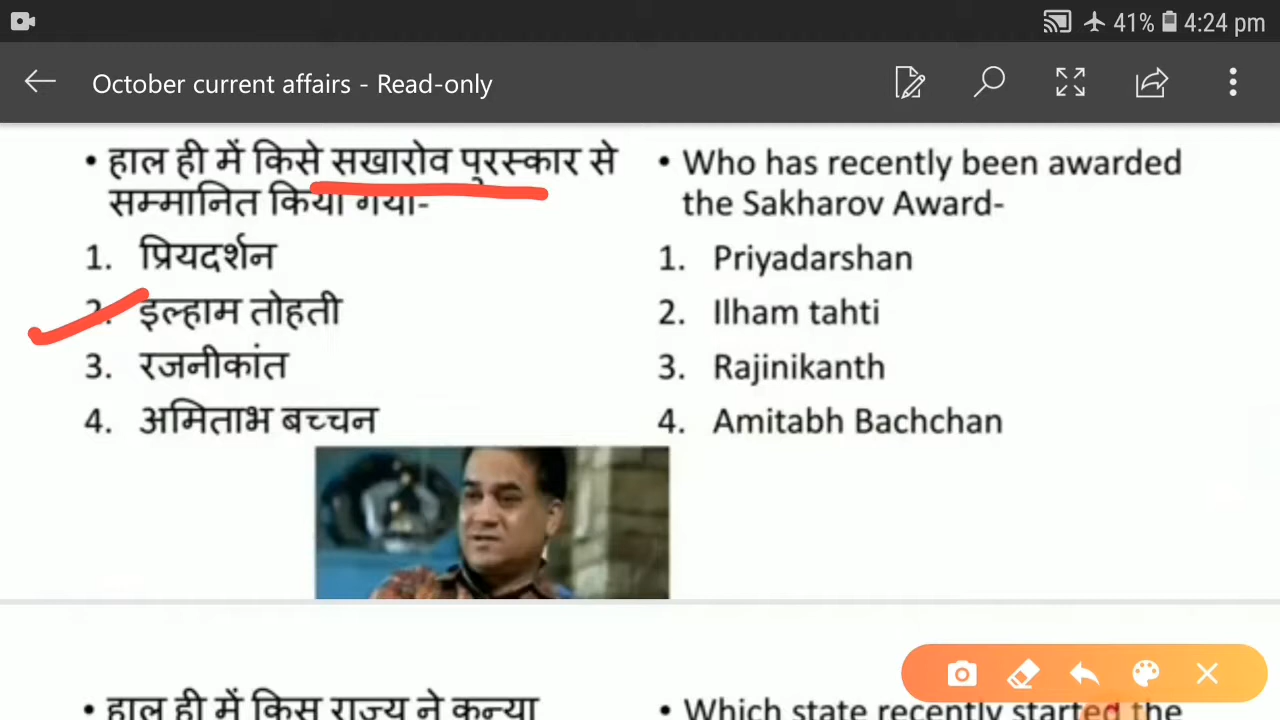 41% 4:24 pm
October current affairs - Read-only
• हाल ही में किसे सखारोव पुरस्कार से
सम्मानित किया गया-
1. प्रियदर्शन
2. इल्हाम तोहती
3. रजनीकांत
4. अमिताभ बच्चन
• Who has recently been awarded
the Sakharov Award-
1. Priyadarshan
2. Ilham tahti
3. Rajinikanth
4. Amitabh Bachchan
• हाल ही में किस राज्य ने कन्या
• Which state recently started the